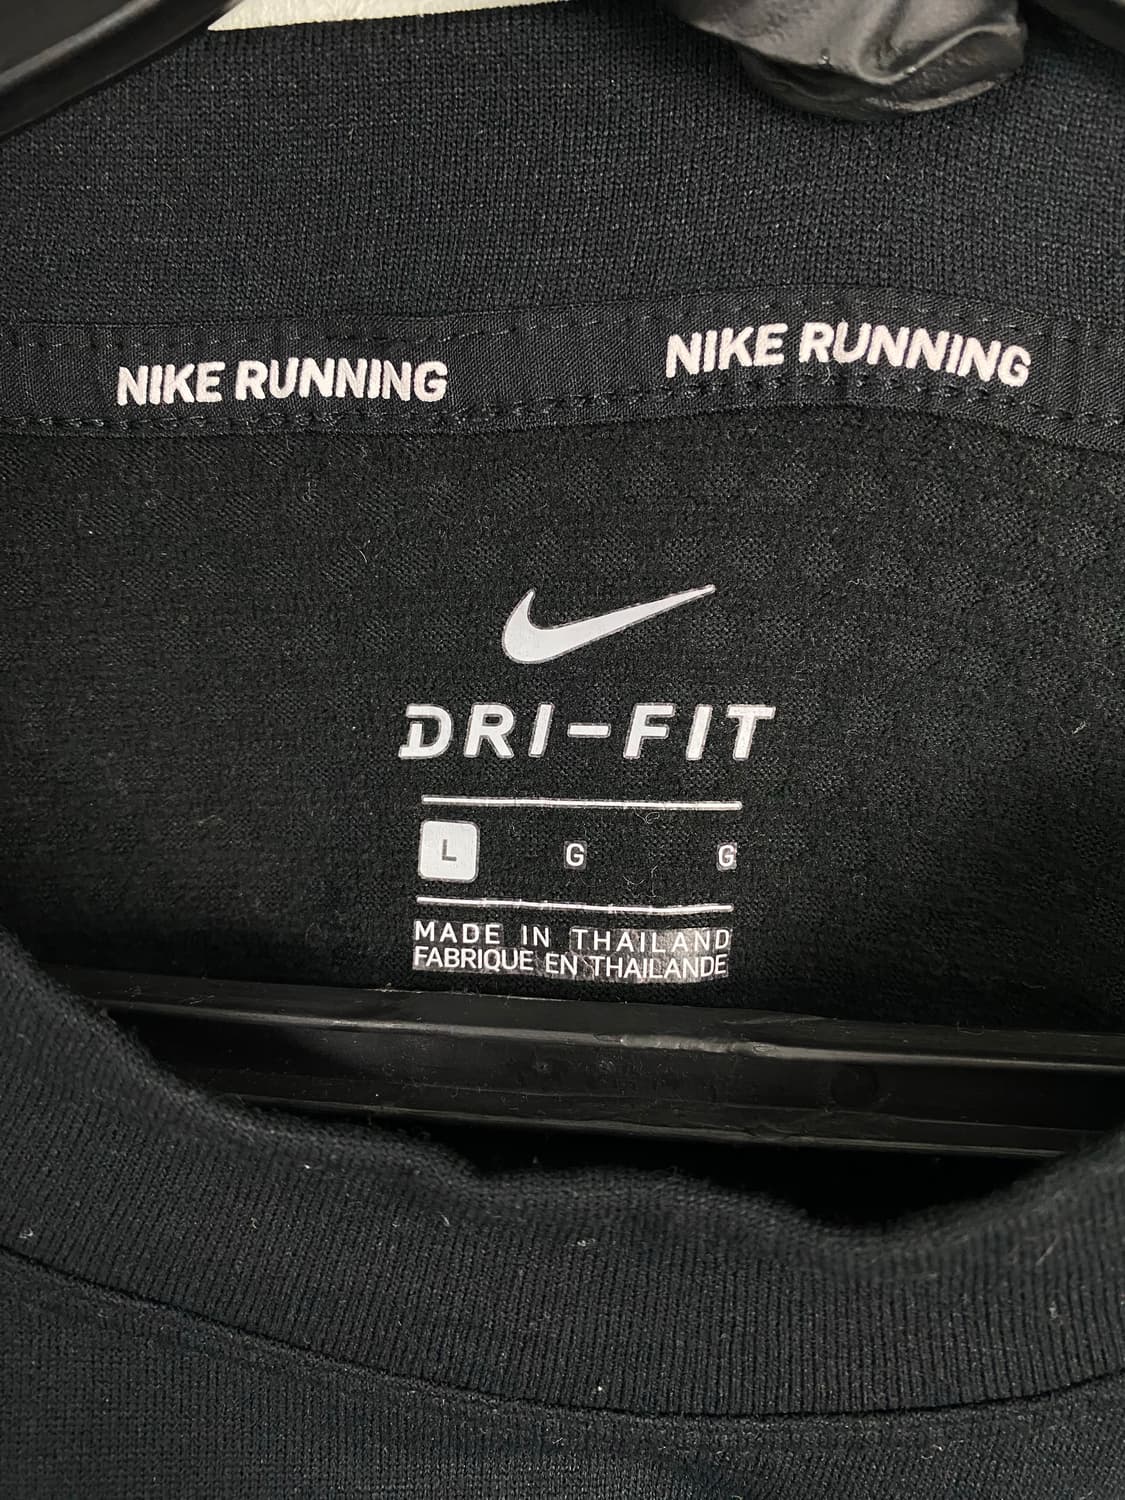 NIKE RUNNING NIKE RUNNING
DRI-FIT
L G G
MADE IN THAILAND
FABRIQUE EN THAILANDE